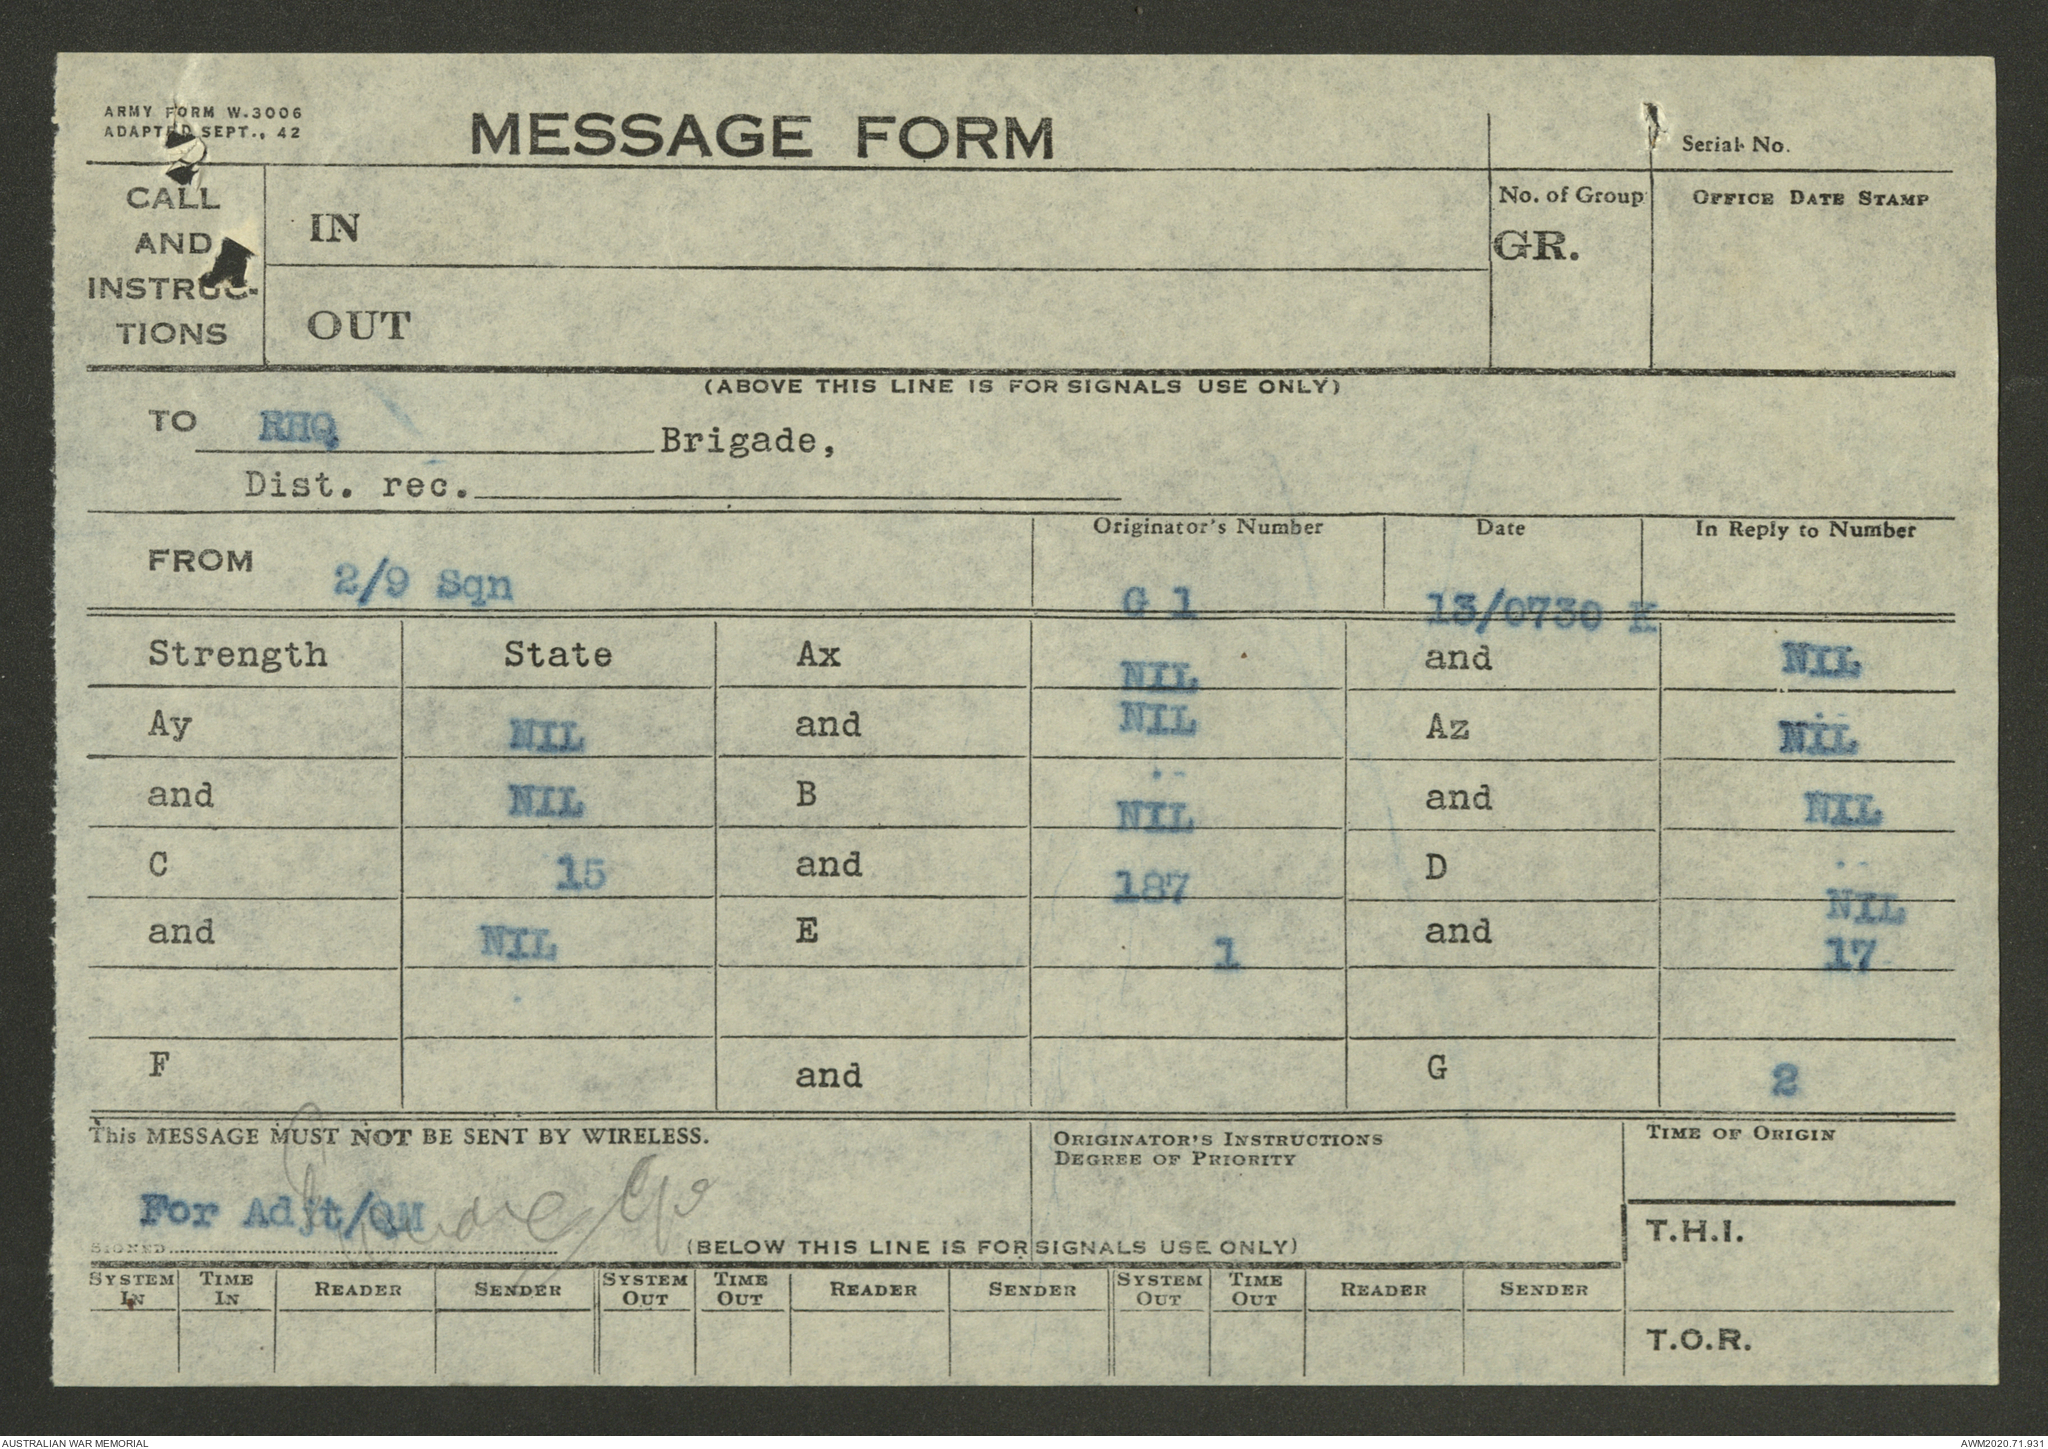 ARMY FORM W.3006
ADAPTED SEPT., 42
MESSAGE FORM
Serial No.
CALL
AND
INSTRUC-
TIONS
IN
OUT
No. of Group
GR.
OFFICE DATE STAMP
(ABOVE THIS LINE IS FOR SIGNALS USE ONLY)
TO RHQ Brigade,
Dist. rec.
FROM 2/9 Sqn
Originator's Number
G 1
Date
13/0730 K
In Reply to Number
Strength State Ax NIL and NIL
Ay NIL and NIL Az NIL
and NIL B NIL and NIL
C 15 and 187 D NIL
and NIL E 1 and 17
F and G 2
This MESSAGE MUST NOT BE SENT BY WIRELESS.
ORIGINATOR'S INSTRUCTIONS
DEGREE OF PRIORITY
TIME OF ORIGIN
For Adjt/QM
SIGNED
(BELOW THIS LINE IS FOR SIGNALS USE ONLY)
T.H.I.
SYSTEM IN TIME IN READER SENDER SYSTEM OUT TIME OUT READER SENDER SYSTEM OUT TIME OUT READER SENDER
T.O.R.
AUSTRALIAN WAR MEMORIAL
AWM2020.71.931